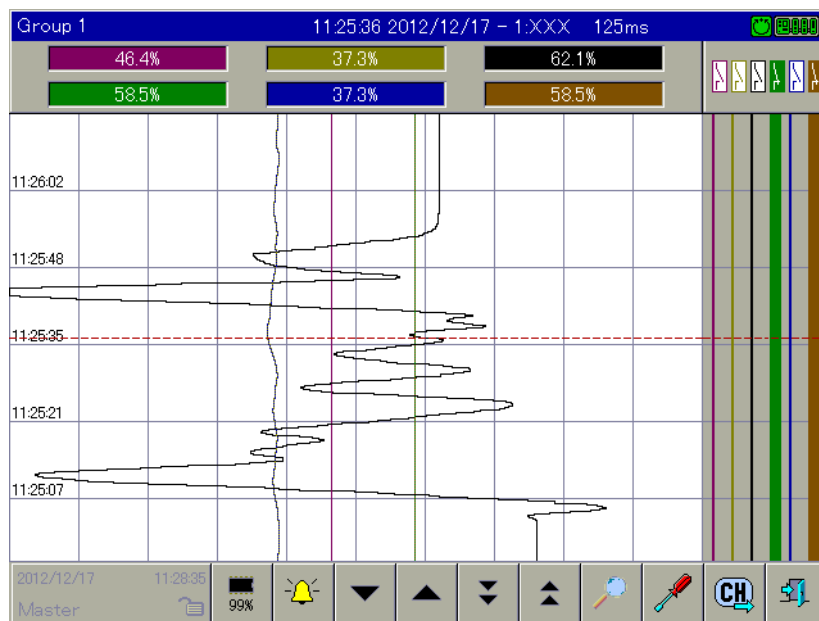 Group 1 11:25:36 2012/12/17 - 1:XXX 125ms
46.4% 37.3% 62.1%
58.5% 37.3% 58.5%
11:26:02
11:25:48
11:25:35
11:25:21
11:25:07
2012/12/17 11:28:35
Master 99% CH